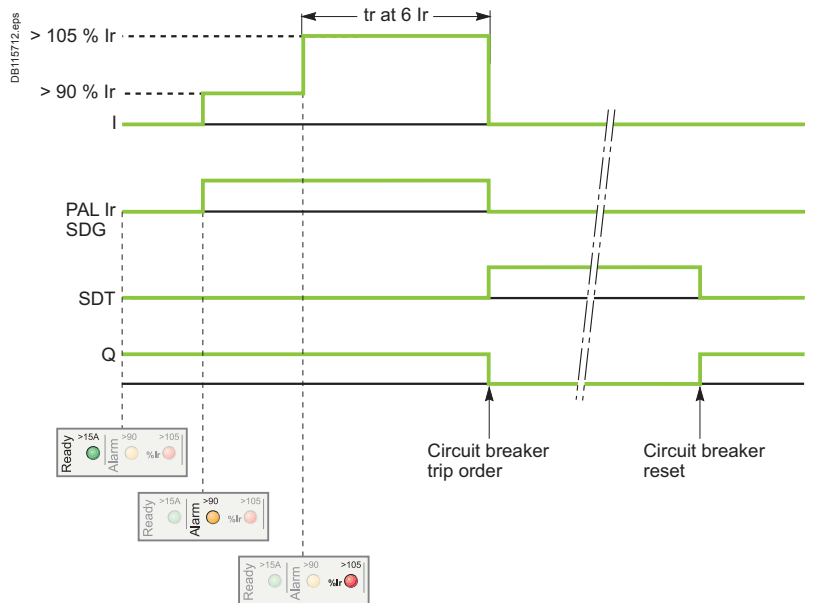 DB115712.eps
tr at 6 Ir
> 105 % Ir
> 90 % Ir
I
PAL Ir
SDG
SDT
Q
Circuit breaker
trip order
Circuit breaker
reset
Ready >15A Alarm >90 %Ir >105
Ready >15A Alarm >90 %Ir >105
Ready >15A Alarm >90 %Ir >105